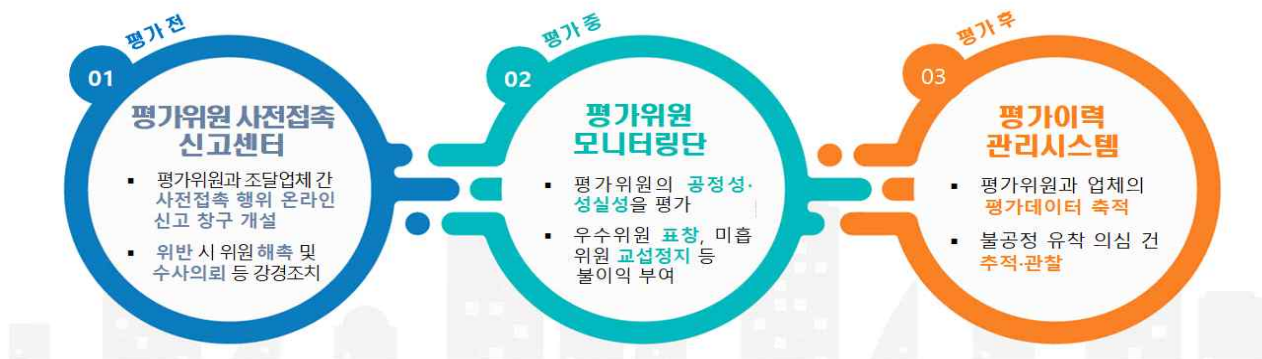 평가 전
01
평가위원 사전접촉
신고센터
▪ 평가위원과 조달업체 간
사전접촉 행위 온라인
신고 창구 개설
▪ 위반 시 위원 해촉 및
수사의뢰 등 강경조치
평가 중
02
평가위원
모니터링단
▪ 평가위원의 공정성·
성실성을 평가
▪ 우수위원 표창, 미흡
위원 교섭정지 등
불이익 부여
평가 후
03
평가이력
관리시스템
▪ 평가위원과 업체의
평가데이터 축적
▪ 불공정 유착 의심 건
추적·관찰